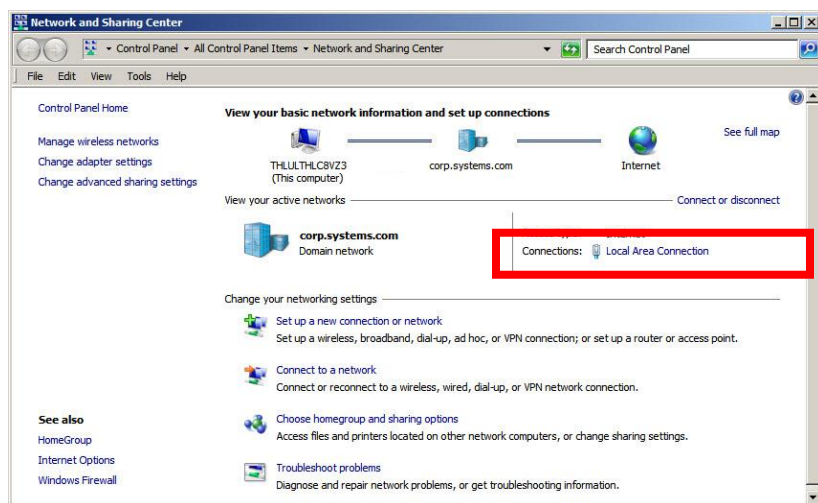 Network and Sharing Center
Control Panel All Control Panel Items Network and Sharing Center
Search Control Panel
File Edit View Tools Help
Control Panel Home
Manage wireless networks
Change adapter settings
Change advanced sharing settings
View your basic network information and set up connections
See full map
THLULTHLC8VZ3
(This computer)
corp.systems.com
Internet
View your active networks
Connect or disconnect
corp.systems.com
Domain network
Connections: Local Area Connection
Change your networking settings
Set up a new connection or network
Set up a wireless, broadband, dial-up, ad hoc, or VPN connection; or set up a router or access point.
Connect to a network
Connect or reconnect to a wireless, wired, dial-up, or VPN network connection.
Choose homegroup and sharing options
Access files and printers located on other network computers, or change sharing settings.
Troubleshoot problems
Diagnose and repair network problems, or get troubleshooting information.
See also
HomeGroup
Internet Options
Windows Firewall